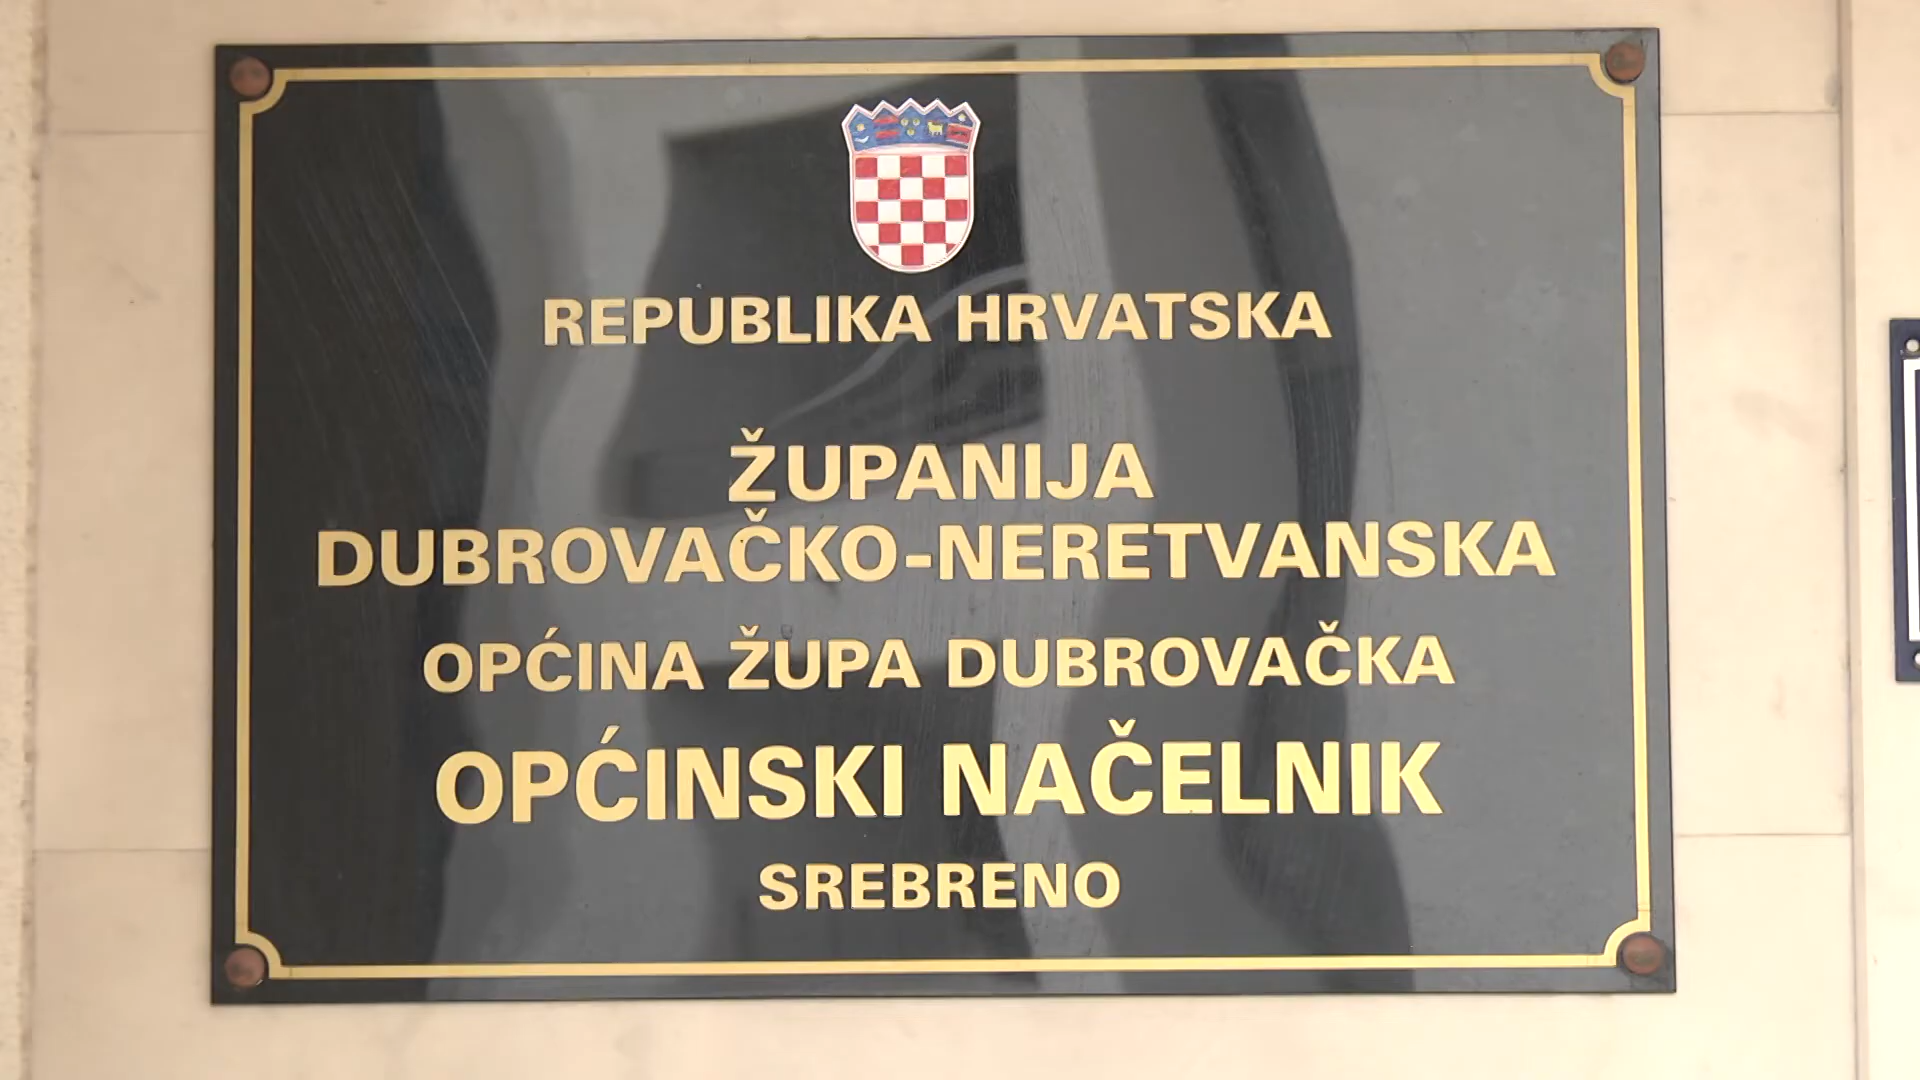 REPUBLIKA HRVATSKA
ŽUPANIJA
DUBROVAČKO-NERETVANSKA
OPĆINA ŽUPA DUBROVAČKA
OPĆINSKI NAČELNIK
SREBRENO